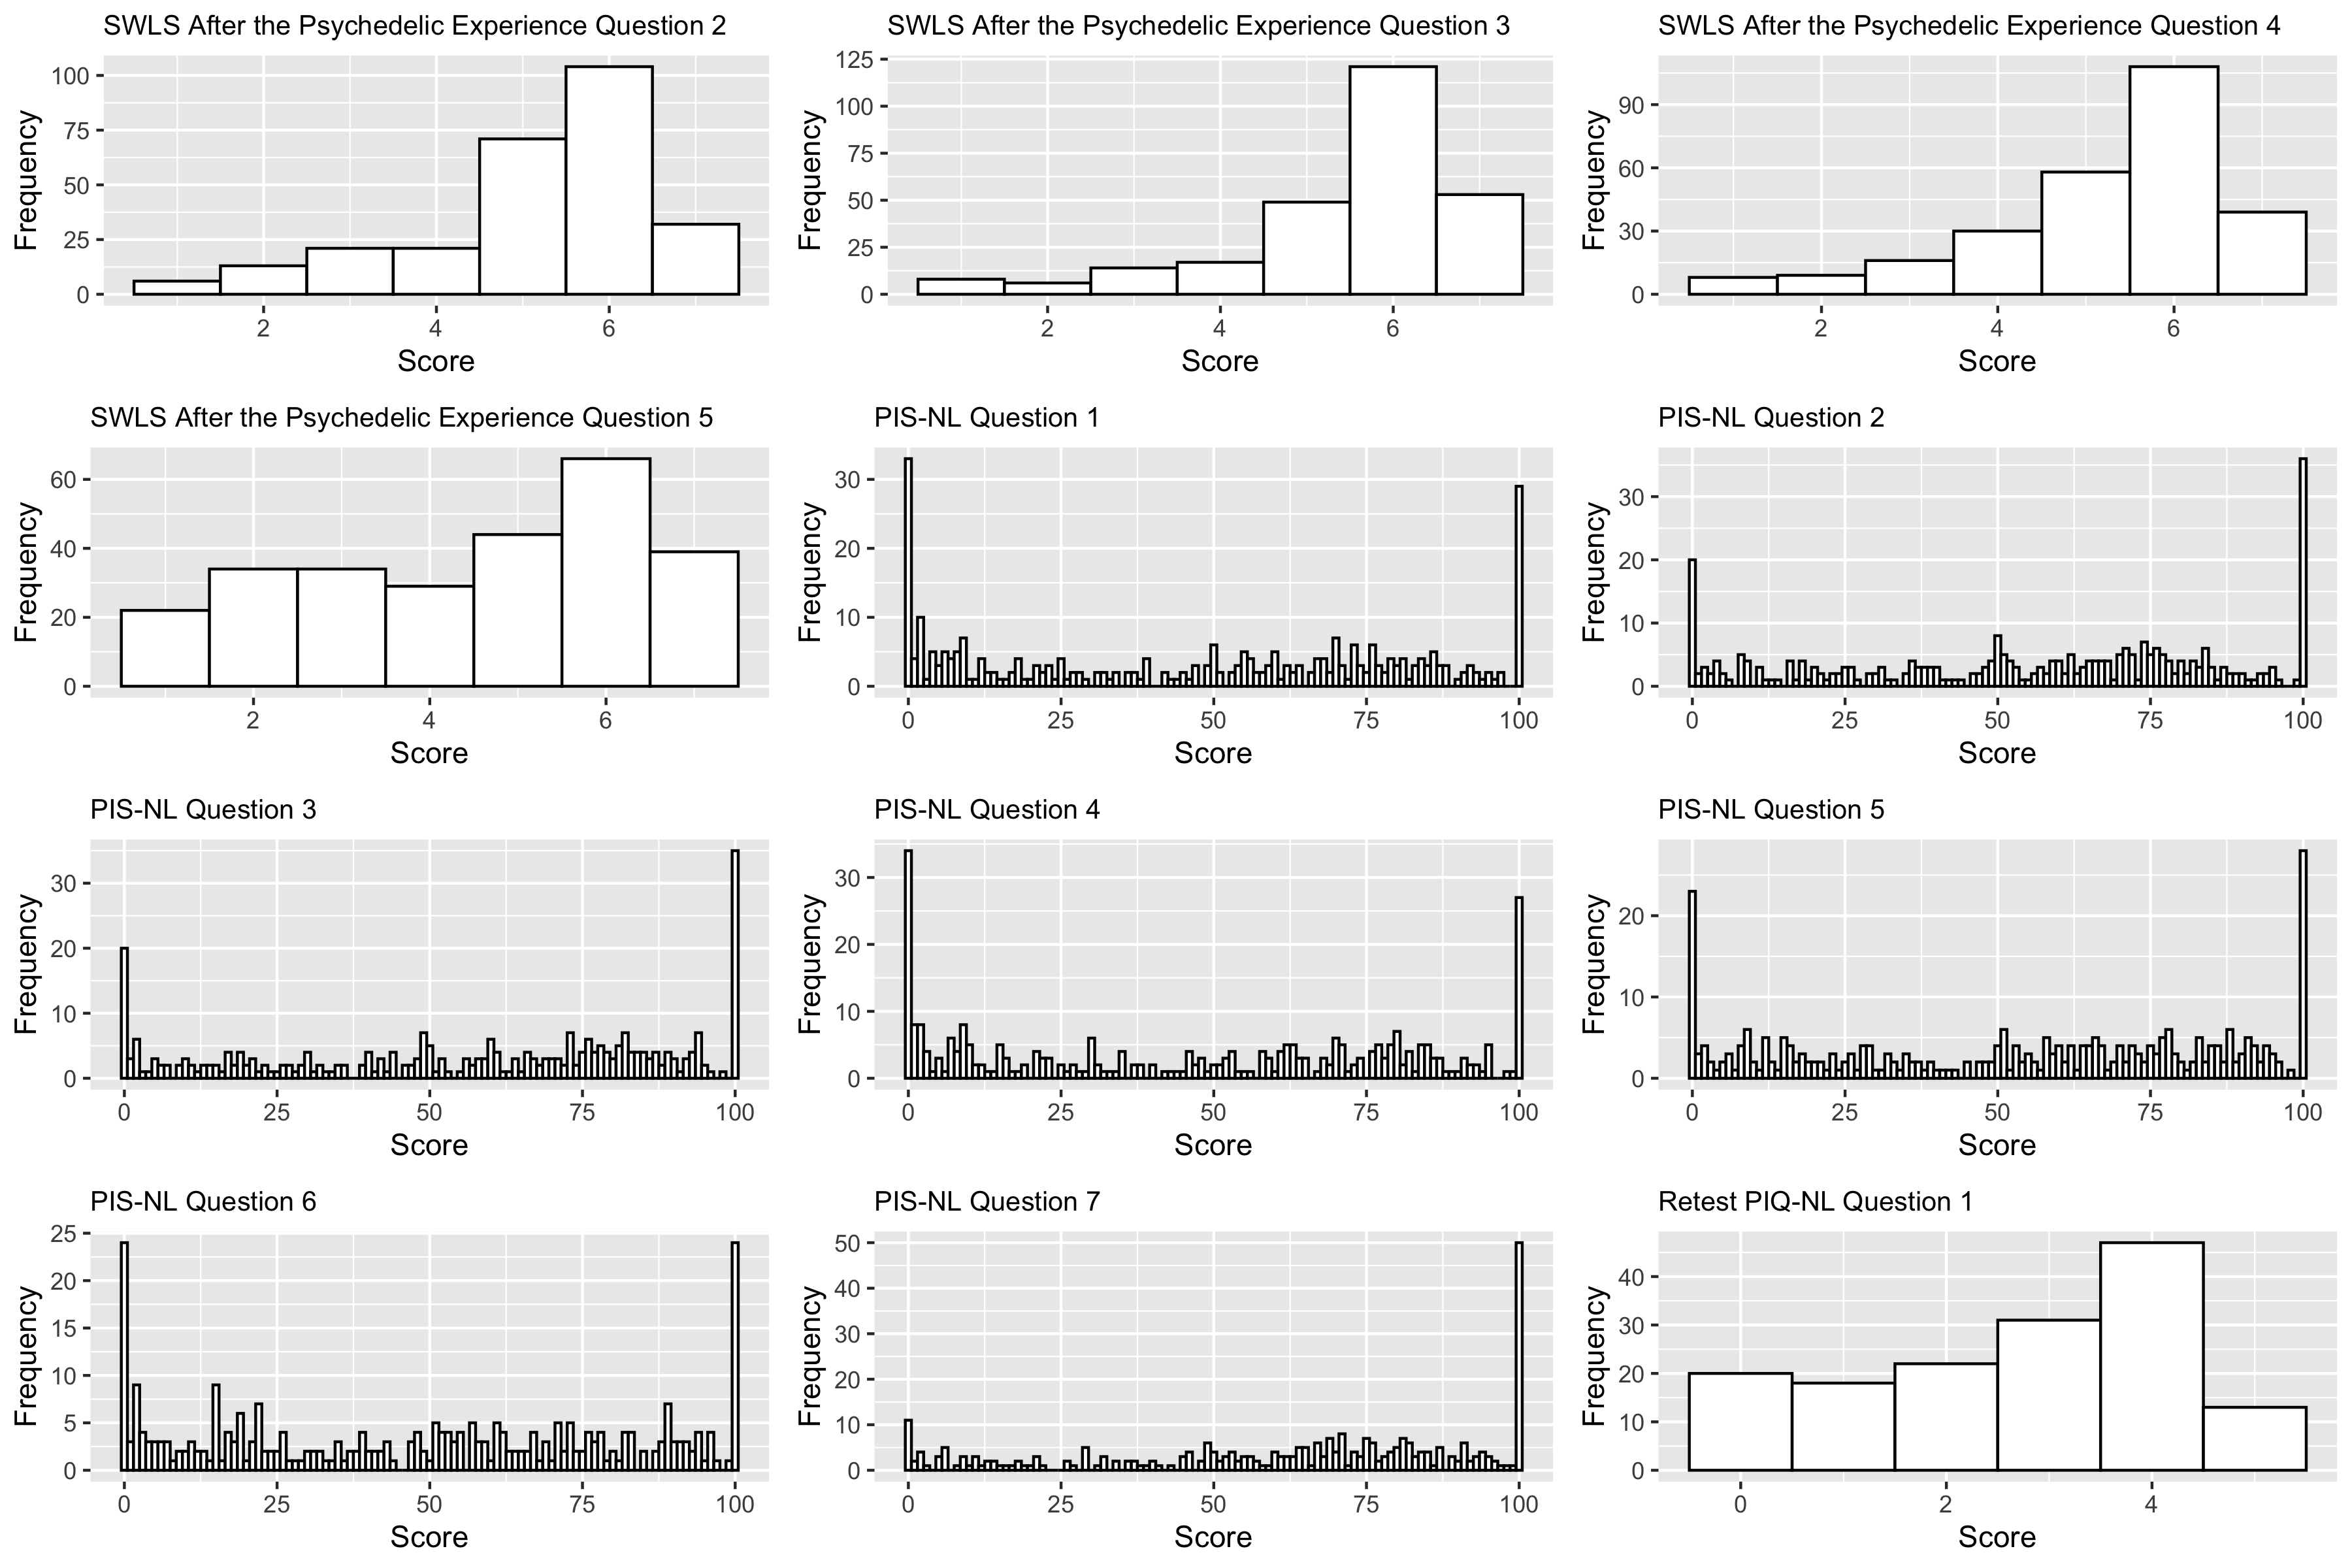 SWLS After the Psychedelic Experience Question 2
100
75
50
25
0
Frequency
2 4 6
Score
SWLS After the Psychedelic Experience Question 3
125
100
75
50
25
0
Frequency
2 4 6
Score
SWLS After the Psychedelic Experience Question 4
90
60
30
0
Frequency
2 4 6
Score
SWLS After the Psychedelic Experience Question 5
60
40
20
0
Frequency
2 4 6
Score
PIS-NL Question 1
30
20
10
0
Frequency
0 25 50 75 100
Score
PIS-NL Question 2
30
20
10
0
Frequency
0 25 50 75 100
Score
PIS-NL Question 3
30
20
10
0
Frequency
0 25 50 75 100
Score
PIS-NL Question 4
30
20
10
0
Frequency
0 25 50 75 100
Score
PIS-NL Question 5
20
10
0
Frequency
0 25 50 75 100
Score
PIS-NL Question 6
25
20
15
10
5
0
Frequency
0 25 50 75 100
Score
PIS-NL Question 7
50
40
30
20
10
0
Frequency
0 25 50 75 100
Score
Retest PIQ-NL Question 1
40
30
20
10
0
Frequency
0 2 4
Score